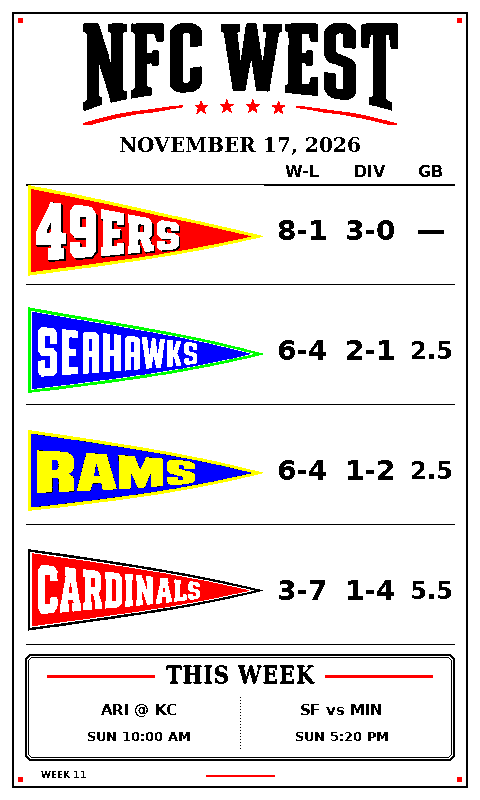 NFC WEST
NOVEMBER 17, 2026
W-L DIV GB
49ERS 8-1 3-0 —
SEAHAWKS 6-4 2-1 2.5
RAMS 6-4 1-2 2.5
CARDINALS 3-7 1-4 5.5
THIS WEEK
ARI @ KC SF vs MIN
SUN 10:00 AM SUN 5:20 PM
WEEK 11